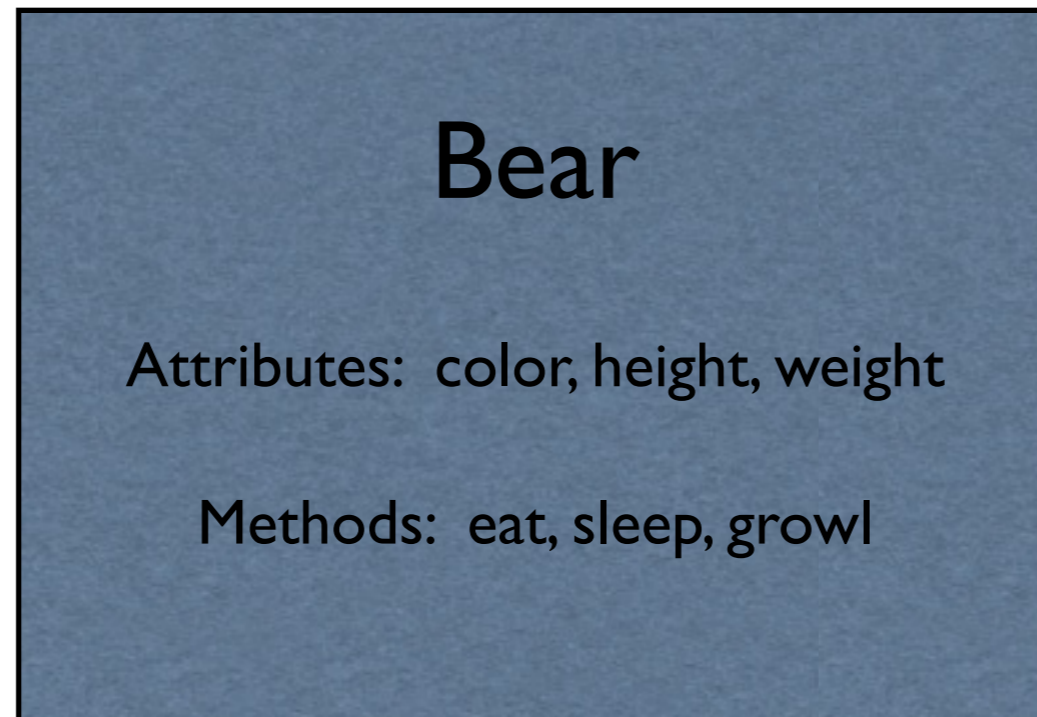 Bear
Attributes:  color, height, weight
Methods:  eat, sleep, growl